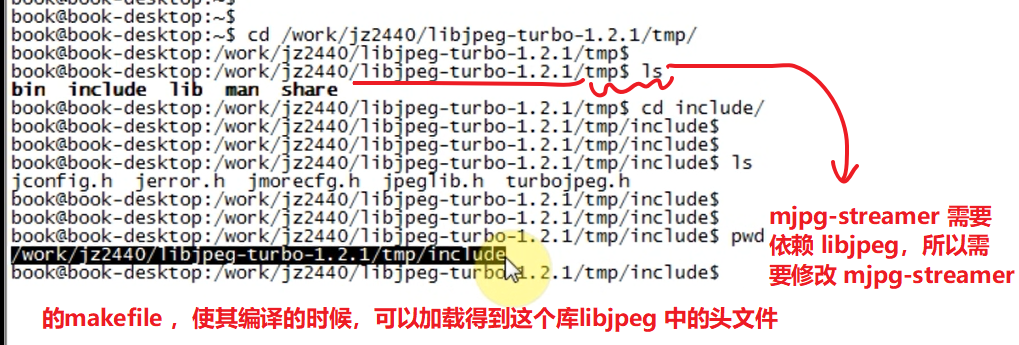 book@book-desktop:~$
book@book-desktop:~$
book@book-desktop:~$ cd /work/jz2440/libjpeg-turbo-1.2.1/tmp/
book@book-desktop:/work/jz2440/libjpeg-turbo-1.2.1/tmp$
book@book-desktop:/work/jz2440/libjpeg-turbo-1.2.1/tmp$ ls
bin include lib man share
book@book-desktop:/work/jz2440/libjpeg-turbo-1.2.1/tmp$ cd include/
book@book-desktop:/work/jz2440/libjpeg-turbo-1.2.1/tmp/include$
book@book-desktop:/work/jz2440/libjpeg-turbo-1.2.1/tmp/include$
book@book-desktop:/work/jz2440/libjpeg-turbo-1.2.1/tmp/include$ ls
jconfig.h jerror.h jmorecfg.h jpeglib.h turbojpeg.h
book@book-desktop:/work/jz2440/libjpeg-turbo-1.2.1/tmp/include$
book@book-desktop:/work/jz2440/libjpeg-turbo-1.2.1/tmp/include$
book@book-desktop:/work/jz2440/libjpeg-turbo-1.2.1/tmp/include$ pwd
/work/jz2440/libjpeg-turbo-1.2.1/tmp/include
book@book-desktop:/work/jz2440/libjpeg-turbo-1.2.1/tmp/include$
mjpg-streamer 需要
依赖 libjpeg，所以需
要修改 mjpg-streamer
的makefile ，使其编译的时候，可以加载得到这个库libjpeg 中的头文件